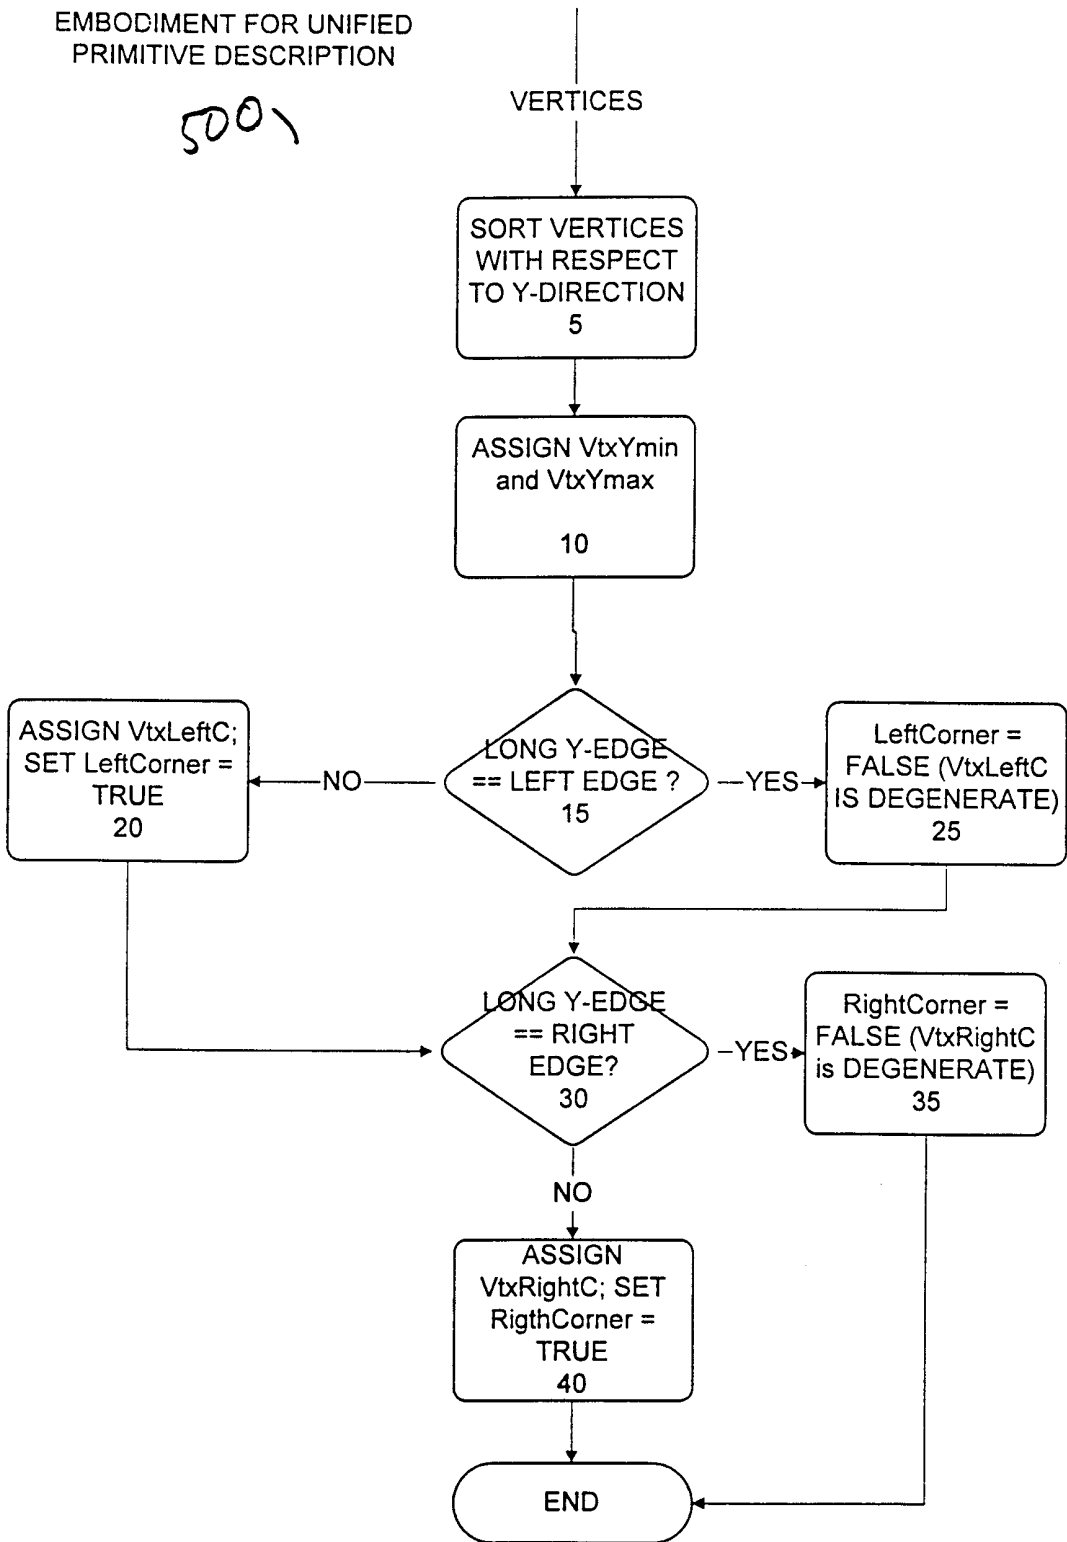 EMBODIMENT FOR UNIFIED
PRIMITIVE DESCRIPTION
500
VERTICES
SORT VERTICES
WITH RESPECT
TO Y-DIRECTION
5
ASSIGN VtxYmin
and VtxYmax
10
LONG Y-EDGE
== LEFT EDGE ?
15
NO
YES
ASSIGN VtxLeftC;
SET LeftCorner =
TRUE
20
LeftCorner =
FALSE (VtxLeftC
IS DEGENERATE)
25
LONG Y-EDGE
== RIGHT
EDGE?
30
YES
RightCorner =
FALSE (VtxRightC
is DEGENERATE)
35
NO
ASSIGN
VtxRightC; SET
RigthCorner =
TRUE
40
END